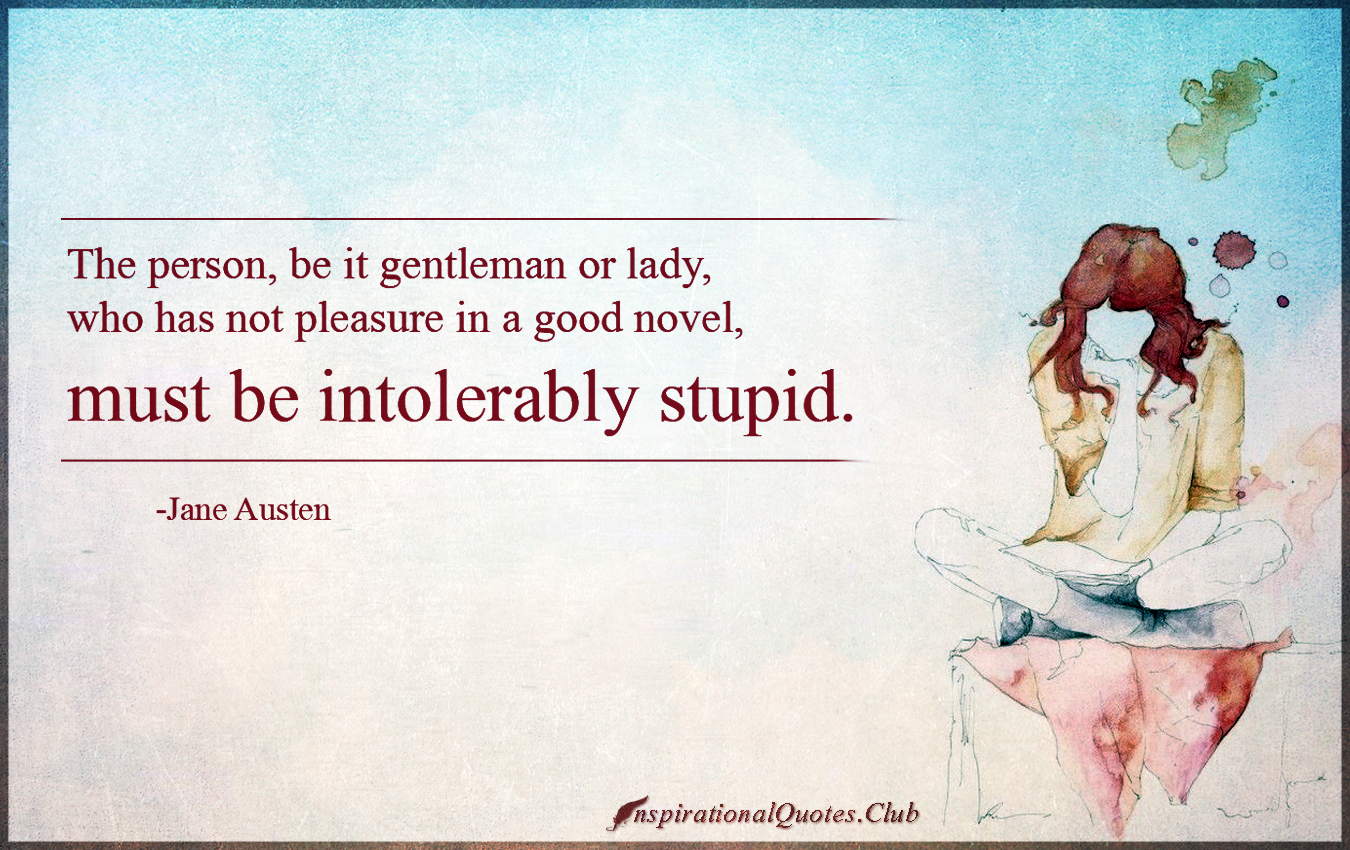 The person, be it gentleman or lady,
who has not pleasure in a good novel,
must be intolerably stupid.
-Jane Austen
InspirationalQuotes.Club